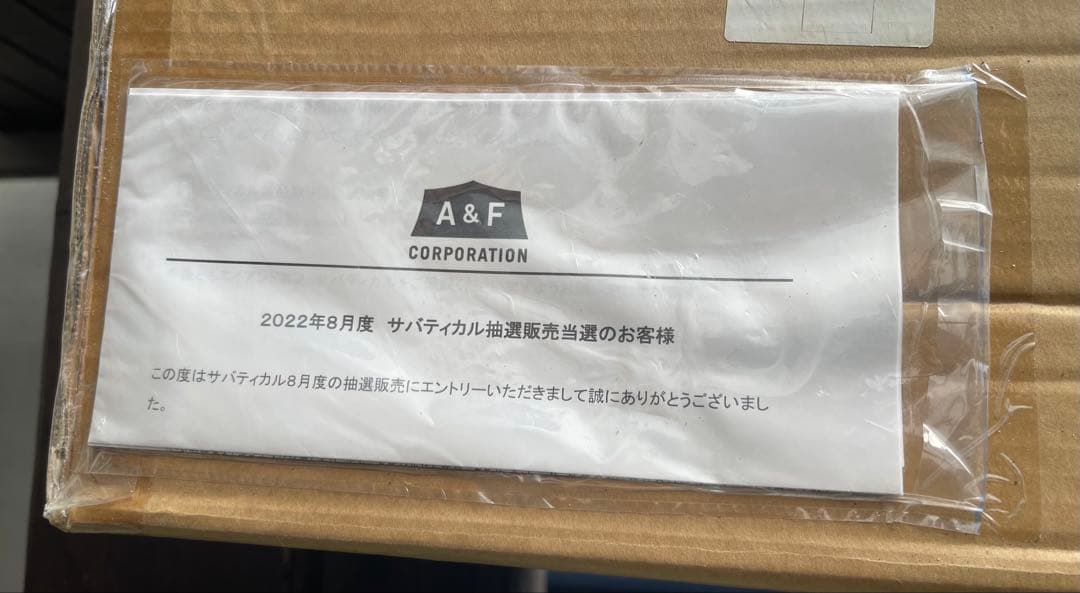 A & F
CORPORATION
2022年8月度 サバティカル抽選販売当選のお客様
この度はサバティカル8月度の抽選販売にエントリーいただきまして誠にありがとうございまし
た。